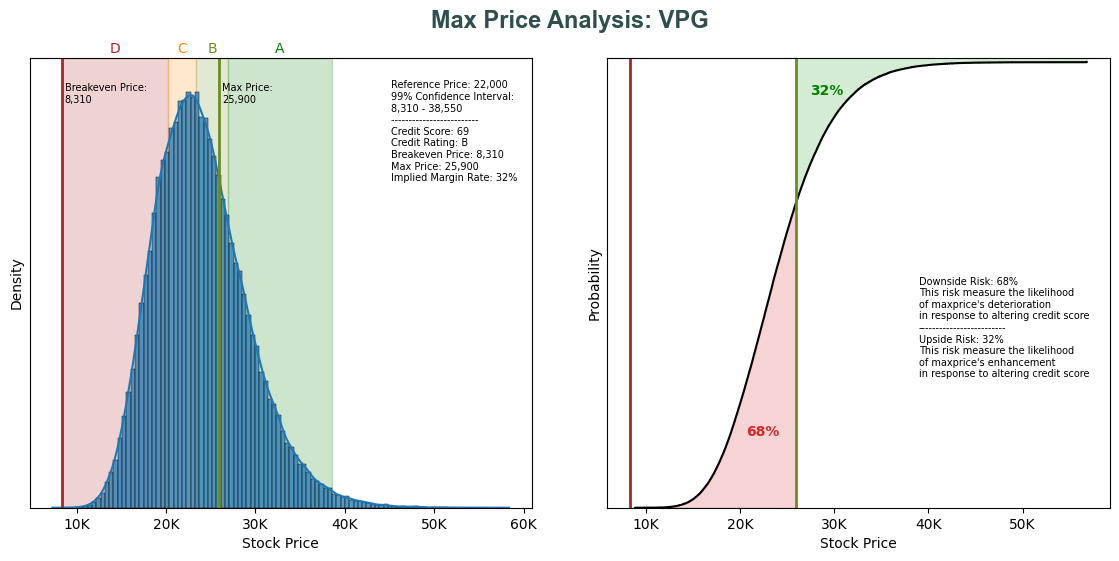 Max Price Analysis: VPG
D
C
B
A
Breakeven Price:
8,310
Max Price:
25,900
Reference Price: 22,000
99% Confidence Interval:
8,310 - 38,550
-------------------------
Credit Score: 69
Credit Rating: B
Breakeven Price: 8,310
Max Price: 25,900
Implied Margin Rate: 32%
Density
10K
20K
30K
40K
50K
60K
Stock Price
32%
68%
Downside Risk: 68%
This risk measure the likelihood
of maxprice's deterioration
in response to altering credit score
-------------------------
Upside Risk: 32%
This risk measure the likelihood
of maxprice's enhancement
in response to altering credit score
Probability
10K
20K
30K
40K
50K
Stock Price